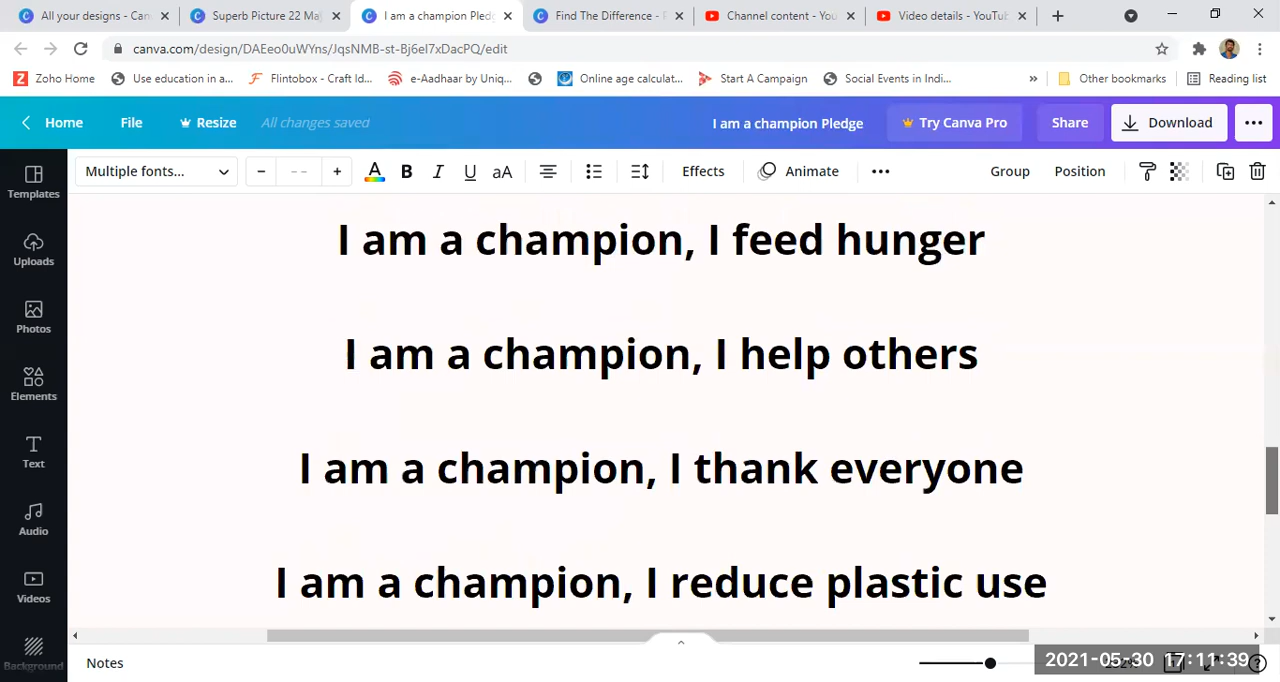 All your designs - Can
Superb Picture 22 Ma
I am a champion Pledg
Find The Difference - P
Channel content - You
Video details - YouTub
canva.com/design/DAEeo0uWYns/JqsNMB-st-Bj6eI7xDacPQ/edit
Zoho Home
Use education in a...
Flintobox - Craft Id...
e-Aadhaar by Uniq...
Online age calculat...
Start A Campaign
Social Events in Indi...
»
Other bookmarks
Reading list
Home
File
Resize
All changes saved
I am a champion Pledge
Try Canva Pro
Share
Download
Multiple fonts...
− - - +
A B I U aA
Effects
Animate
Group
Position
Templates
Uploads
Photos
Elements
Text
Audio
Videos
Background
I am a champion, I feed hunger
I am a champion, I help others
I am a champion, I thank everyone
I am a champion, I reduce plastic use
Notes
2021-05-30 17:11:39